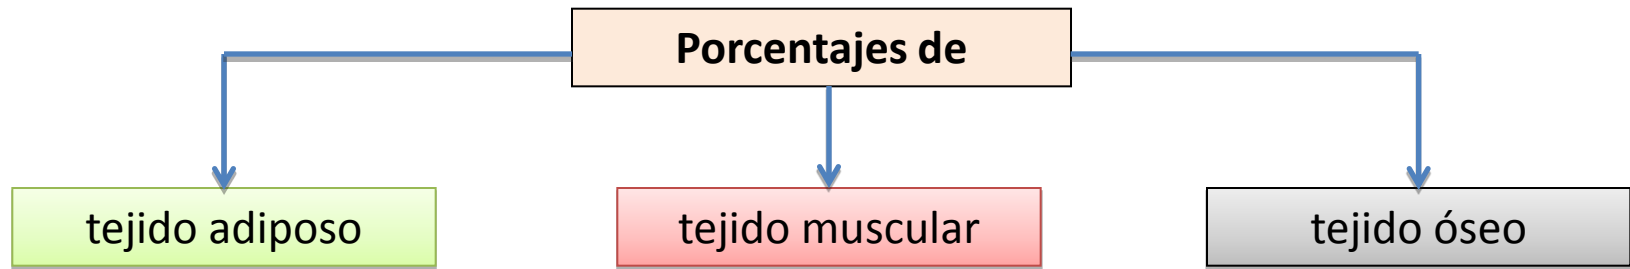 Porcentajes de
tejido adiposo
tejido muscular
tejido óseo